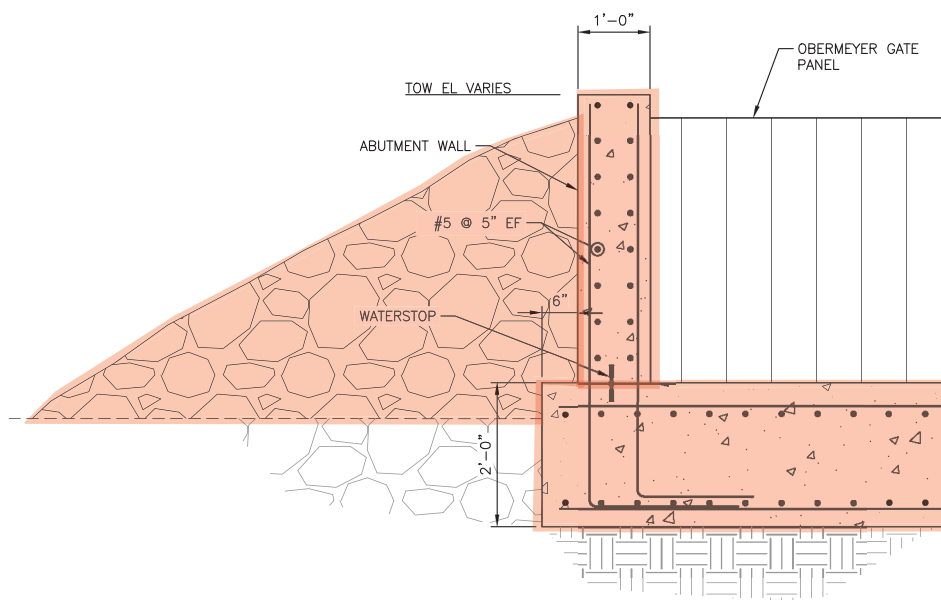 1'-0"
OBERMEYER GATE
PANEL
TOW EL VARIES
ABUTMENT WALL
#5 @ 5" EF
6"
WATERSTOP
2'-0"